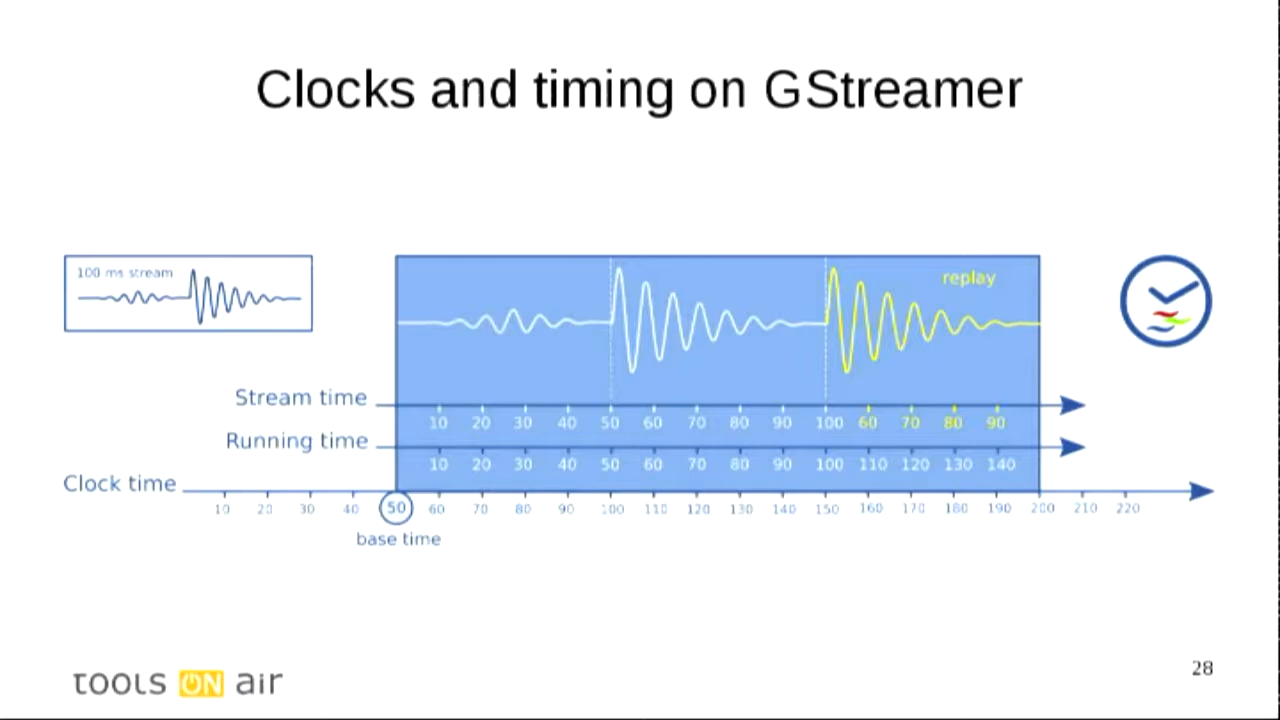 Clocks and timing on GStreamer
100 ms stream
replay
Stream time
10 20 30 40 50 60 70 80 90 100 60 70 80 90
Running time
10 20 30 40 50 60 70 80 90 100 110 120 130 140
Clock time
10 20 30 40 50 60 70 80 90 100 110 120 130 140 150 160 170 180 190 200 210 220
base time
tools ON air
28